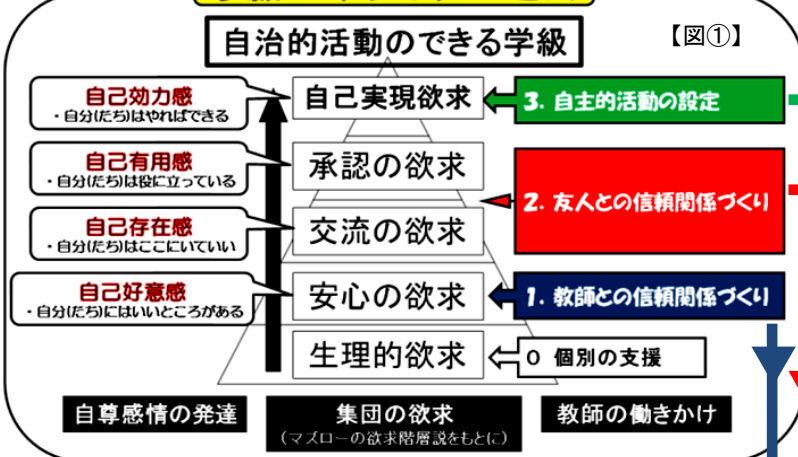 自治的活動のできる学級
【図①】
自己効力感
・自分(たち)はやればできる
自己実現欲求
3. 自主的活動の設定
自己有用感
・自分(たち)は役に立っている
承認の欲求
2. 友人との信頼関係づくり
自己存在感
・自分(たち)はここにいていい
交流の欲求
自己好意感
・自分(たち)にはいいところがある
安心の欲求
1. 教師との信頼関係づくり
生理的欲求
0 個別の支援
自尊感情の発達
集団の欲求
(マズローの欲求階層説をもとに)
教師の働きかけ